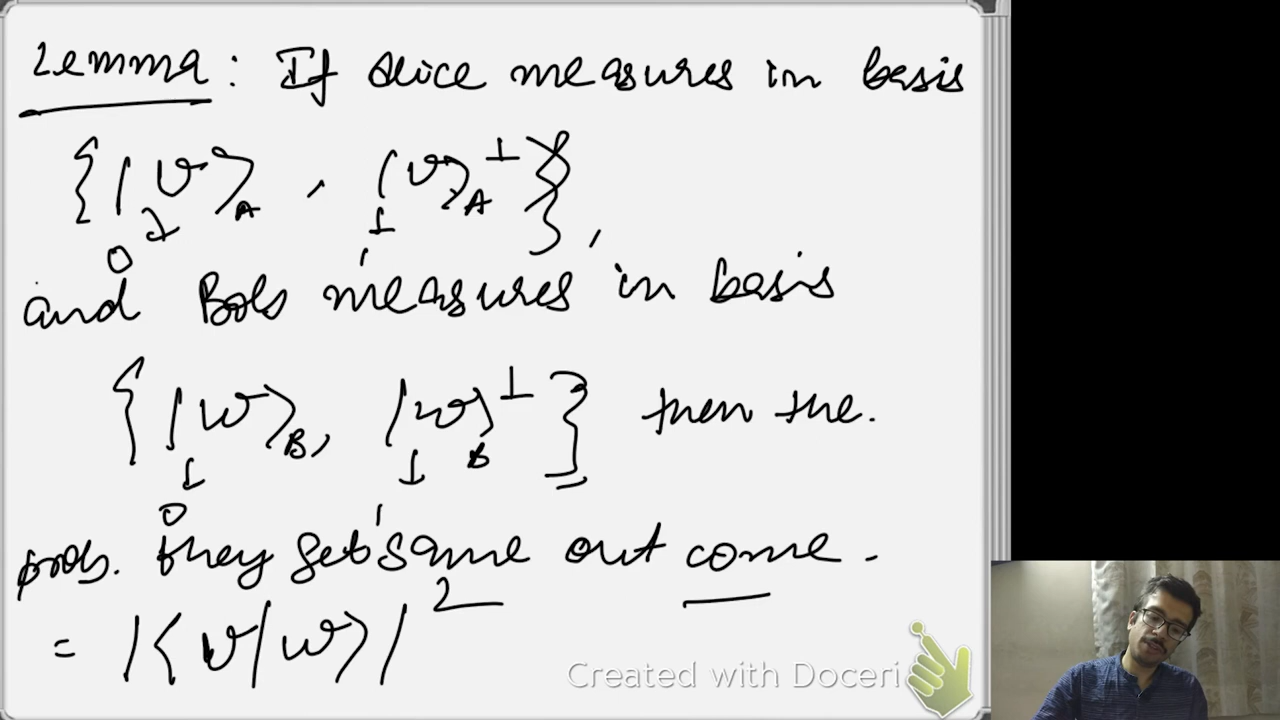 Lemma : If Alice measures in basis
{ |v⟩_A , |v⟩_A^⊥ } ,
↓ ↓
0 1
and Bob measures in basis
{ |w⟩_B , |w⟩_B^⊥ } then the .
↓ ↓
0 1
prob. they get same out come .
= |⟨v|w⟩|^2
Created with Doceri